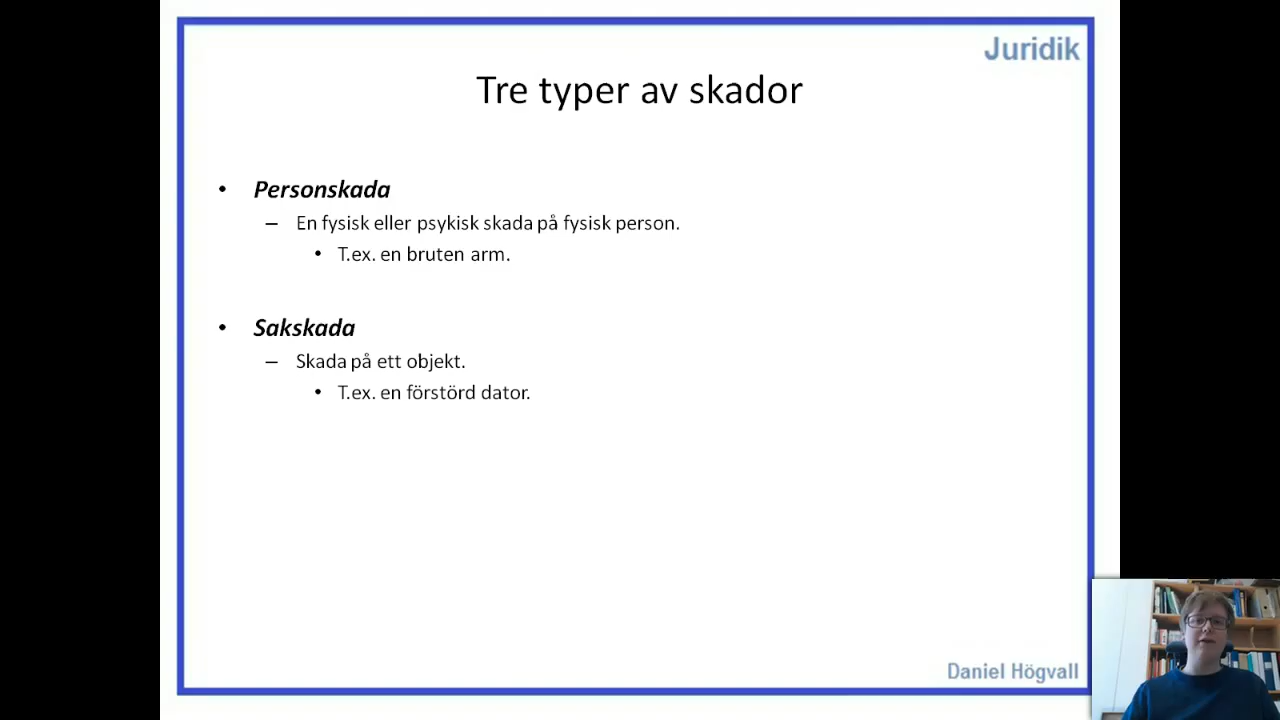 Juridik
Tre typer av skador
• Personskada
– En fysisk eller psykisk skada på fysisk person.
• T.ex. en bruten arm.
• Sakskada
– Skada på ett objekt.
• T.ex. en förstörd dator.
Daniel Högvall